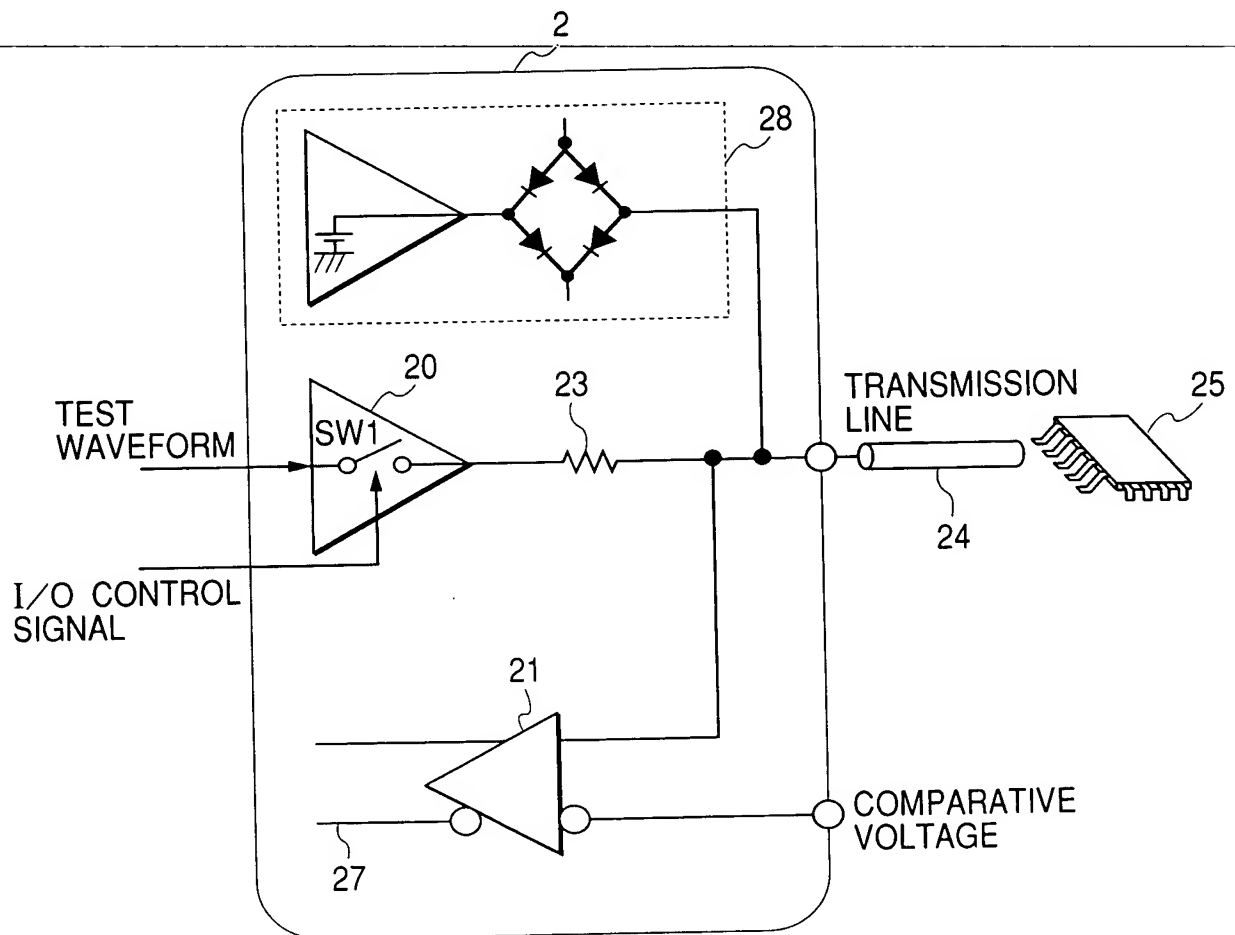 2
28
20
23
TRANSMISSION
LINE
25
TEST
WAVEFORM
SW1
24
I/O CONTROL
SIGNAL
21
COMPARATIVE
VOLTAGE
27